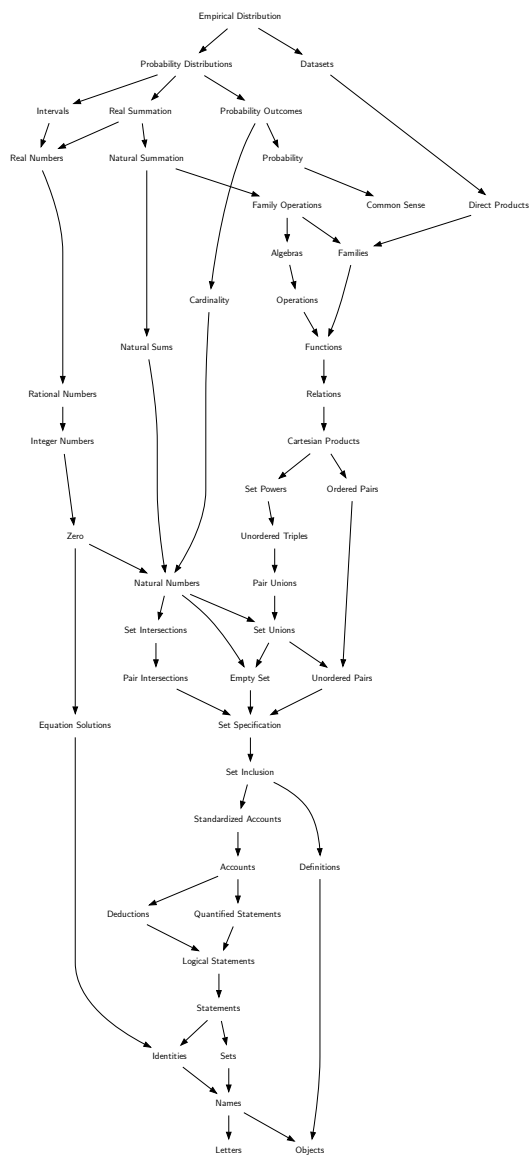 Empirical Distribution
Probability Distributions
Datasets
Intervals
Real Summation
Probability Outcomes
Real Numbers
Natural Summation
Probability
Family Operations
Common Sense
Direct Products
Algebras
Families
Cardinality
Operations
Natural Sums
Functions
Rational Numbers
Relations
Integer Numbers
Cartesian Products
Set Powers
Ordered Pairs
Zero
Unordered Triples
Natural Numbers
Pair Unions
Set Intersections
Set Unions
Pair Intersections
Empty Set
Unordered Pairs
Equation Solutions
Set Specification
Set Inclusion
Standardized Accounts
Accounts
Definitions
Deductions
Quantified Statements
Logical Statements
Statements
Identities
Sets
Names
Letters
Objects